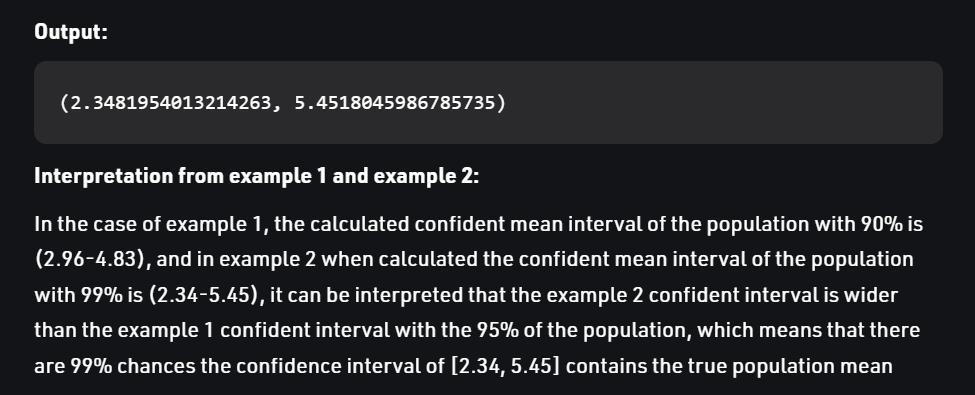 Output:
(2.3481954013214263, 5.4518045986785735)
Interpretation from example 1 and example 2:
In the case of example 1, the calculated confident mean interval of the population with 90% is
(2.96-4.83), and in example 2 when calculated the confident mean interval of the population
with 99% is (2.34-5.45), it can be interpreted that the example 2 confident interval is wider
than the example 1 confident interval with the 95% of the population, which means that there
are 99% chances the confidence interval of [2.34, 5.45] contains the true population mean